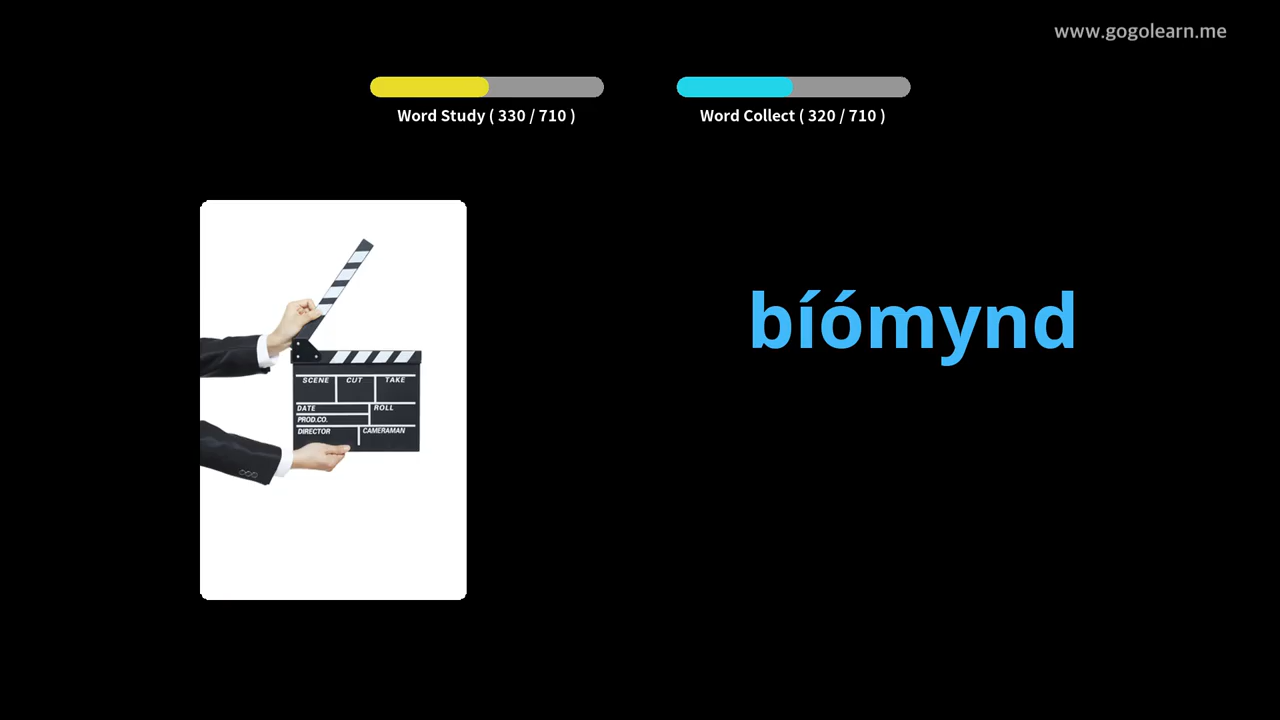 www.gogolearn.me
Word Study ( 330 / 710 )
Word Collect ( 320 / 710 )
SCENE CUT TAKE
DATE ROLL
PROD.CO.
DIRECTOR CAMERAMAN
bíómynd